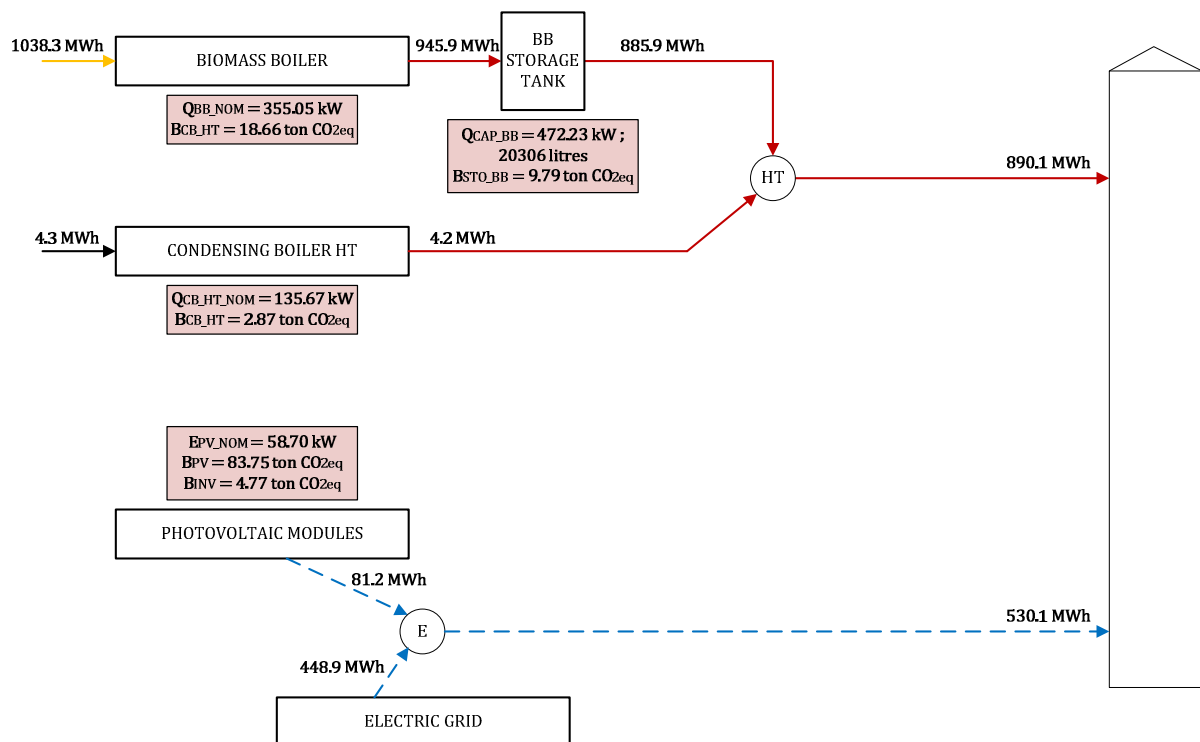 1038.3 MWh
BIOMASS BOILER
945.9 MWh
BB
STORAGE
TANK
885.9 MWh
QBB_NOM = 355.05 kW
BCB_HT = 18.66 ton CO2eq
QCAP_BB = 472.23 kW ;
20306 litres
BSTO_BB = 9.79 ton CO2eq
HT
890.1 MWh
4.3 MWh
CONDENSING BOILER HT
4.2 MWh
QCB_HT_NOM = 135.67 kW
BCB_HT = 2.87 ton CO2eq
EPV_NOM = 58.70 kW
BPV = 83.75 ton CO2eq
BINV = 4.77 ton CO2eq
PHOTOVOLTAIC MODULES
81.2 MWh
E
530.1 MWh
448.9 MWh
ELECTRIC GRID